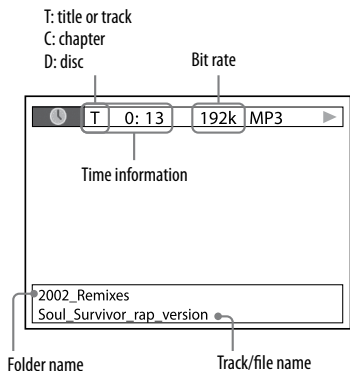 T: title or track
C: chapter
D: disc
Bit rate
T 0: 13 192k MP3
Time information
2002_Remixes
Soul_Survivor_rap_version
Folder name
Track/file name